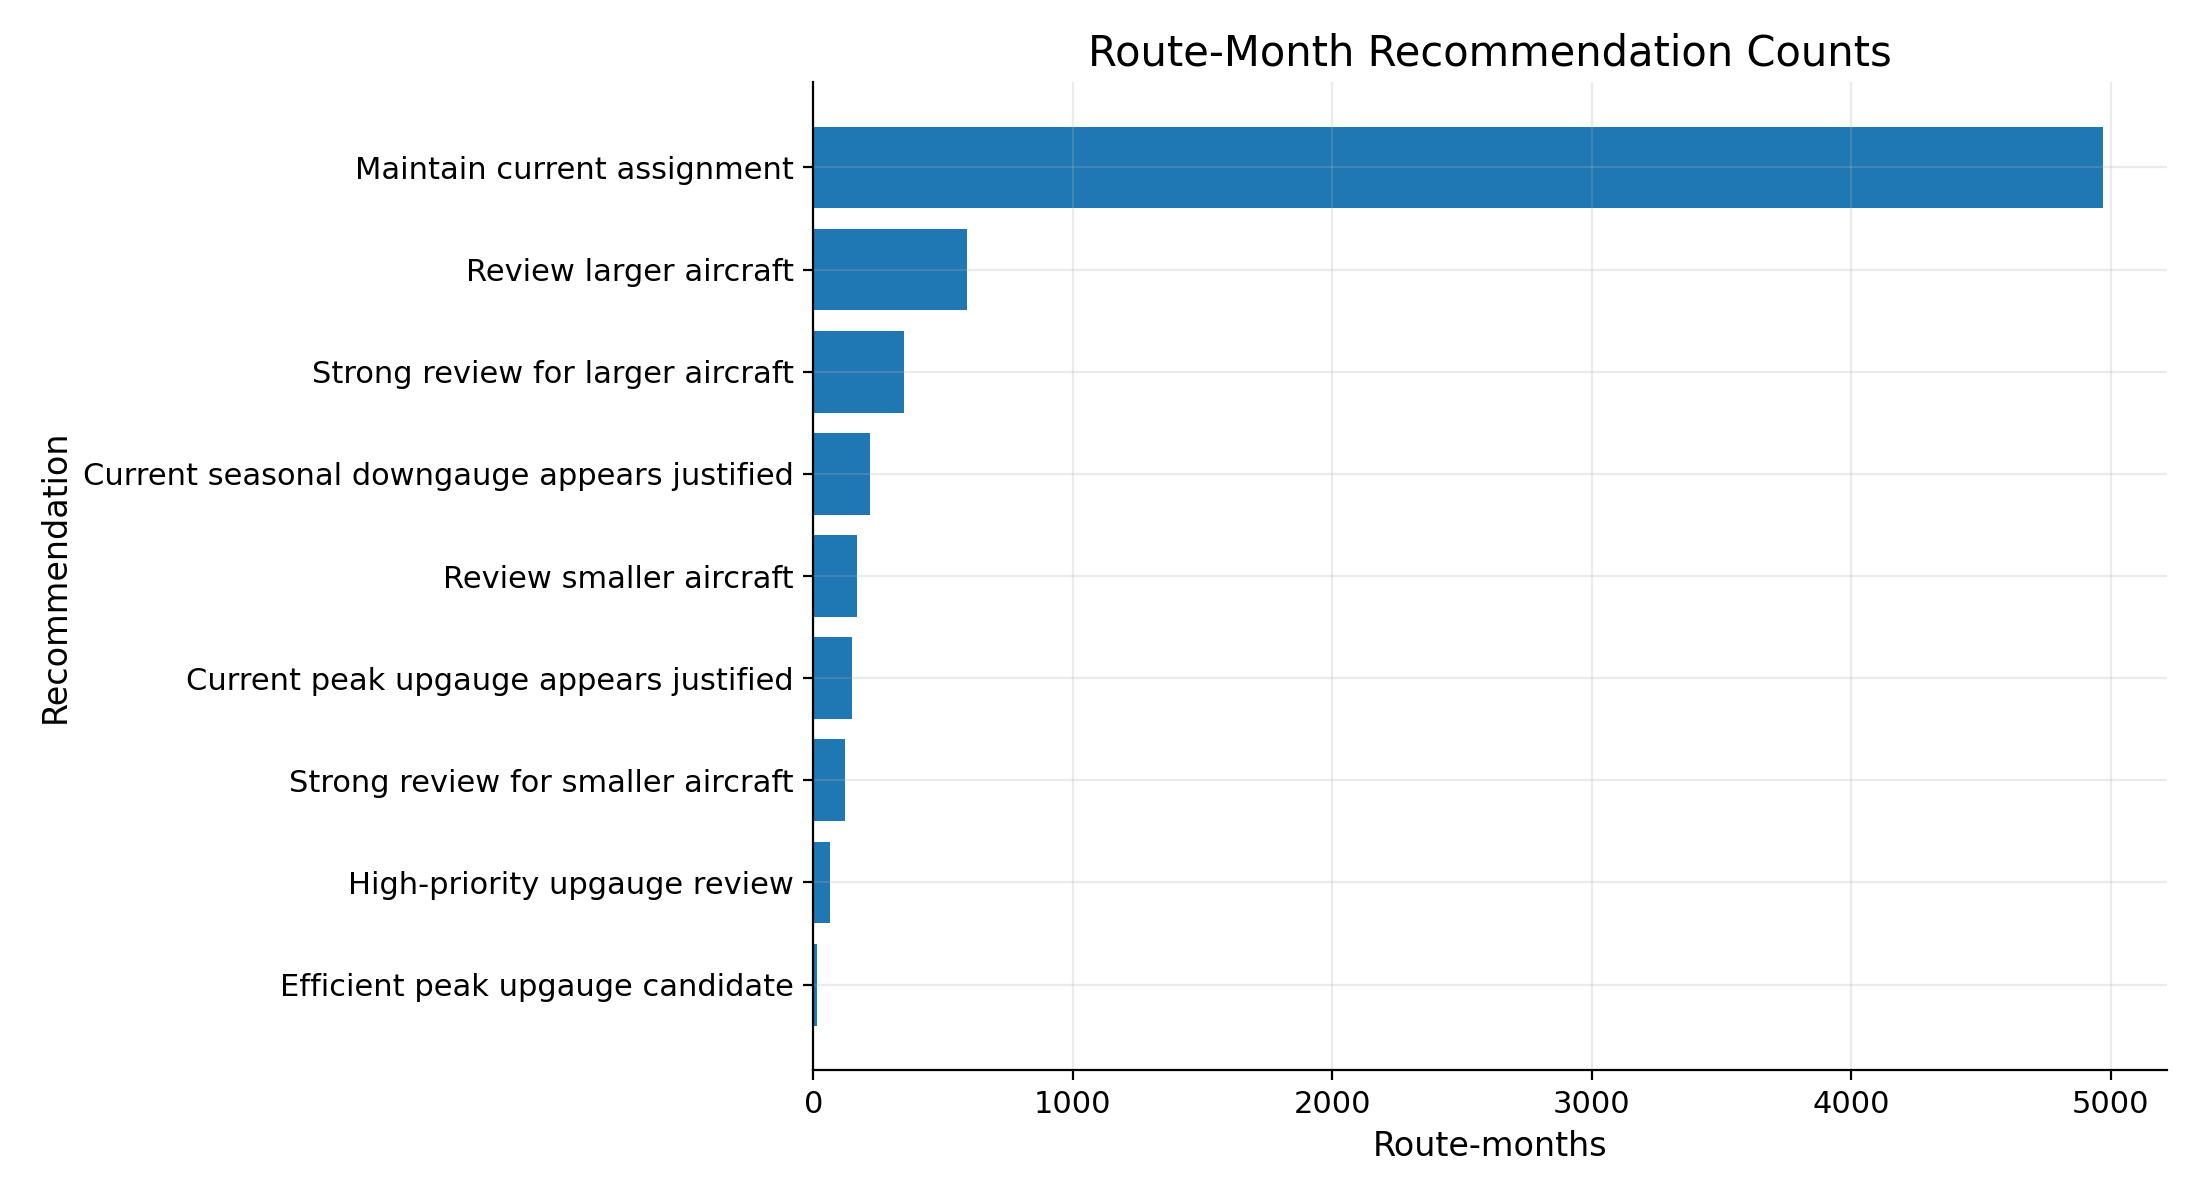 Route-Month Recommendation Counts
Maintain current assignment
Review larger aircraft
Strong review for larger aircraft
Current seasonal downgauge appears justified
Review smaller aircraft
Current peak upgauge appears justified
Strong review for smaller aircraft
High-priority upgauge review
Efficient peak upgauge candidate
Recommendation
0 1000 2000 3000 4000 5000
Route-months